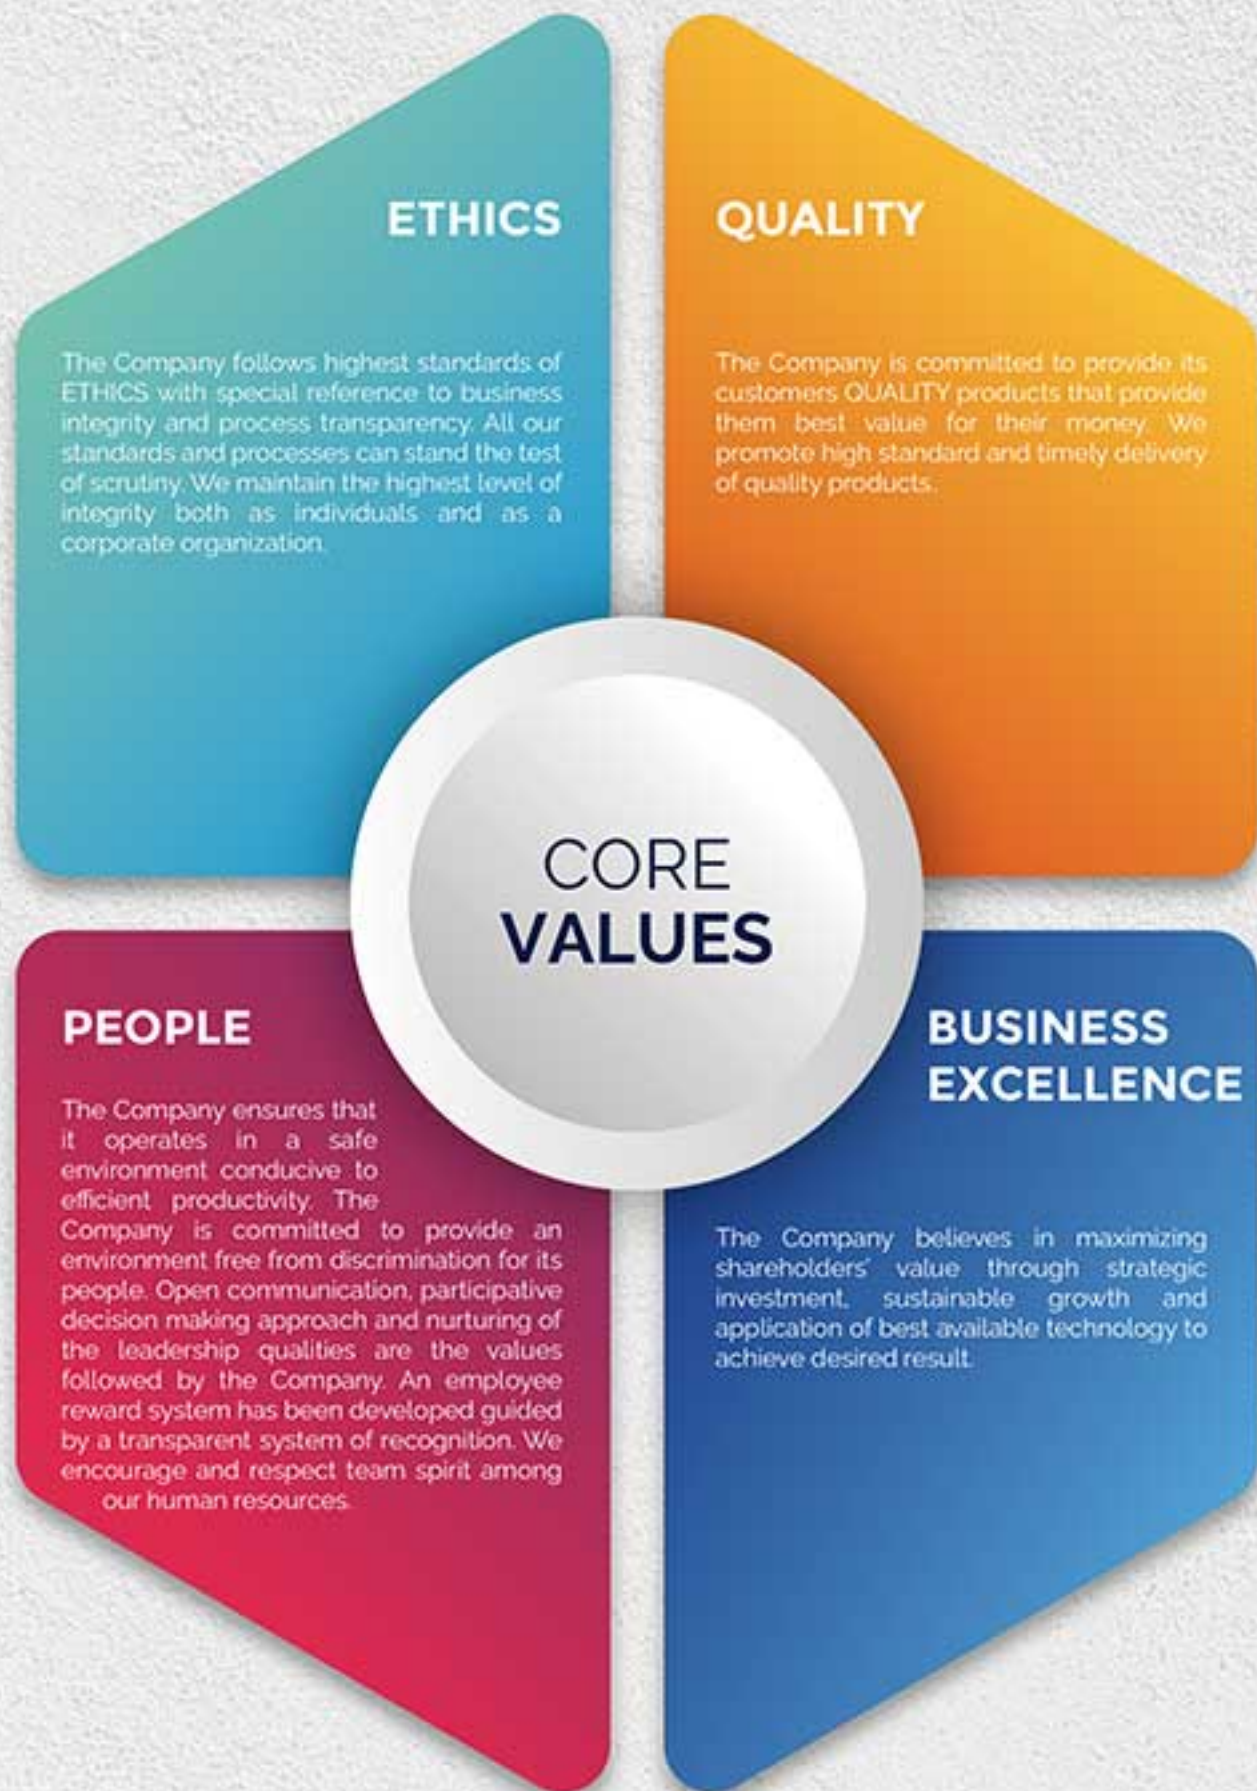 ETHICS
The Company follows highest standards of
ETHICS with special reference to business
integrity and process transparency. All our
standards and processes can stand the test
of scrutiny. We maintain the highest level of
integrity both as individuals and as a
corporate organization.
QUALITY
The Company is committed to provide its
customers QUALITY products that provide
them best value for their money. We
promote high standard and timely delivery
of quality products.
CORE
VALUES
PEOPLE
The Company ensures that
it operates in a safe
environment conducive to
efficient productivity. The
Company is committed to provide an
environment free from discrimination for its
people. Open communication, participative
decision making approach and nurturing of
the leadership qualities are the values
followed by the Company. An employee
reward system has been developed guided
by a transparent system of recognition. We
encourage and respect team spirit among
our human resources.
BUSINESS
EXCELLENCE
The Company believes in maximizing
shareholders' value through strategic
investment, sustainable growth and
application of best available technology to
achieve desired result.